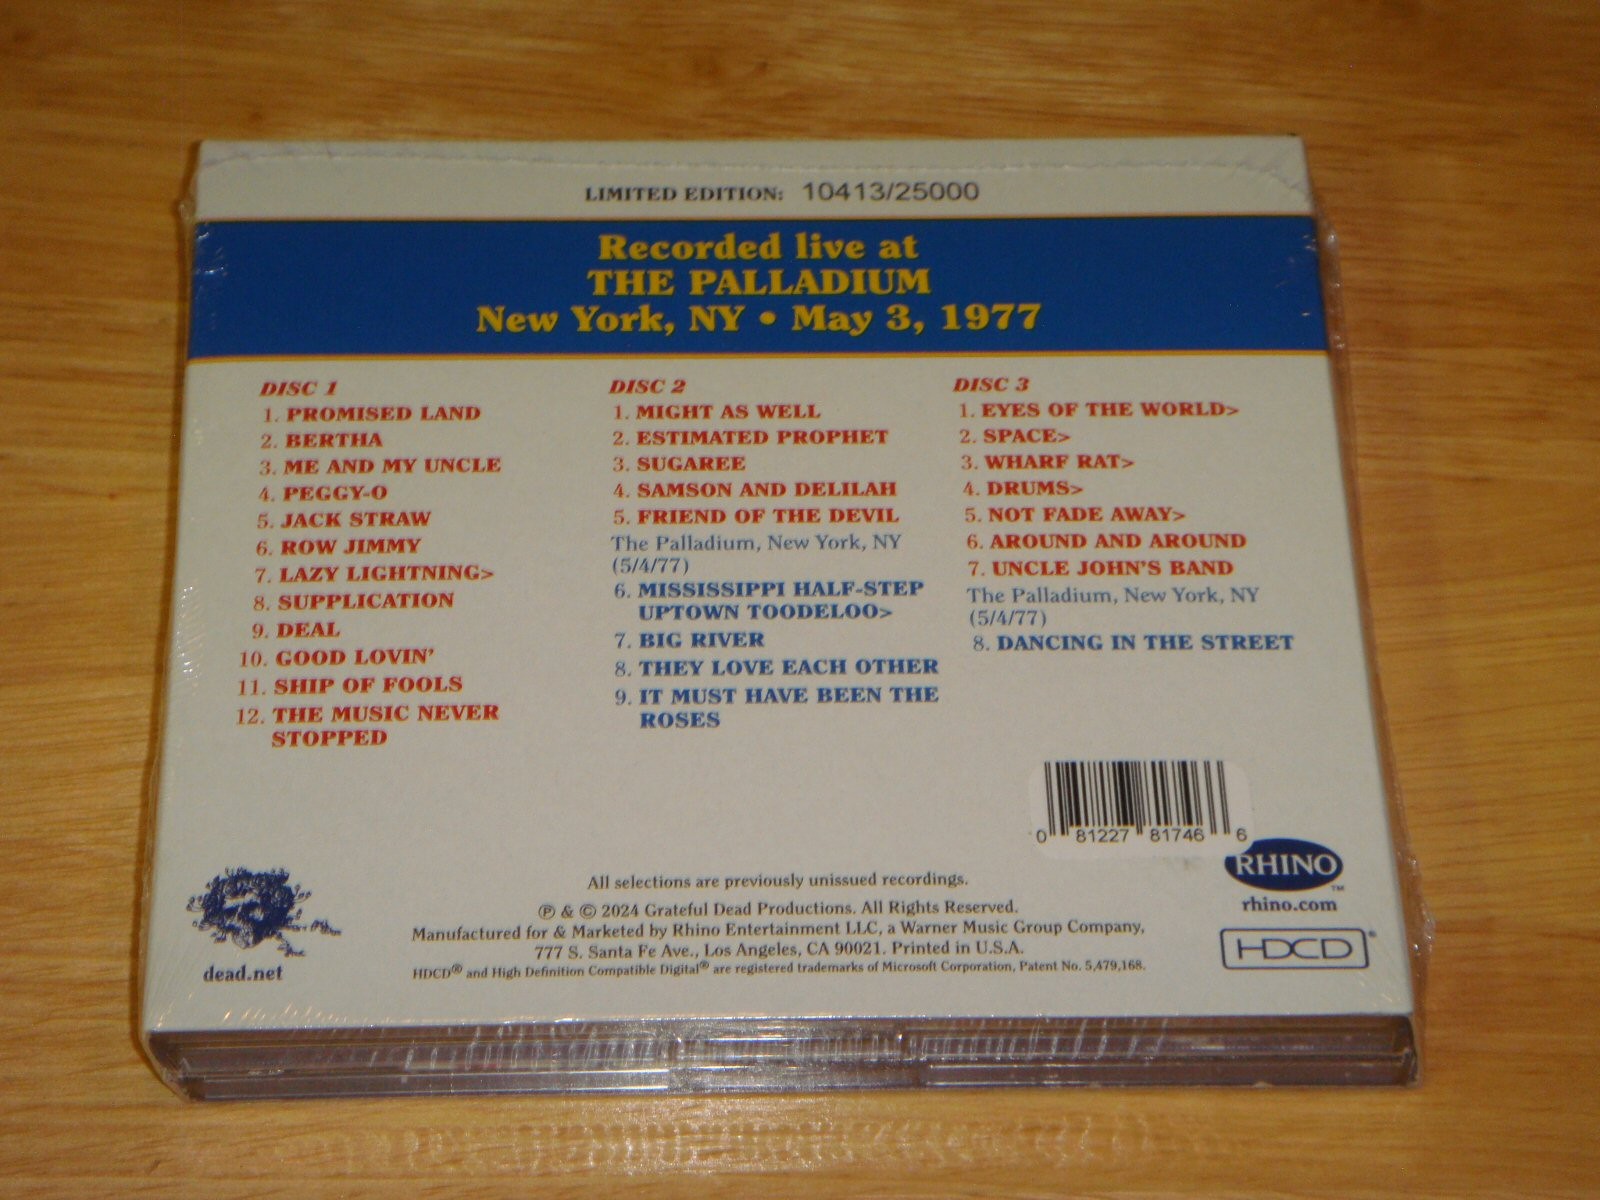 LIMITED EDITION: 10413/25000
Recorded live at
THE PALLADIUM
New York, NY • May 3, 1977
DISC 1
1. PROMISED LAND
2. BERTHA
3. ME AND MY UNCLE
4. PEGGY-O
5. JACK STRAW
6. ROW JIMMY
7. LAZY LIGHTNING>
8. SUPPLICATION
9. DEAL
10. GOOD LOVIN'
11. SHIP OF FOOLS
12. THE MUSIC NEVER
STOPPED
DISC 2
1. MIGHT AS WELL
2. ESTIMATED PROPHET
3. SUGAREE
4. SAMSON AND DELILAH
5. FRIEND OF THE DEVIL
The Palladium, New York, NY
(5/4/77)
6. MISSISSIPPI HALF-STEP
UPTOWN TOODELOO>
7. BIG RIVER
8. THEY LOVE EACH OTHER
9. IT MUST HAVE BEEN THE
ROSES
DISC 3
1. EYES OF THE WORLD>
2. SPACE>
3. WHARF RAT>
4. DRUMS>
5. NOT FADE AWAY>
6. AROUND AND AROUND
7. UNCLE JOHN'S BAND
The Palladium, New York, NY
(5/4/77)
8. DANCING IN THE STREET
0 81227 81746 6
RHINO™
rhino.com
HDCD®
dead.net
All selections are previously unissued recordings.
℗ & © 2024 Grateful Dead Productions. All Rights Reserved.
Manufactured for & Marketed by Rhino Entertainment LLC, a Warner Music Group Company,
777 S. Santa Fe Ave., Los Angeles, CA 90021. Printed in U.S.A.
HDCD® and High Definition Compatible Digital® are registered trademarks of Microsoft Corporation, Patent No. 5,479,168.